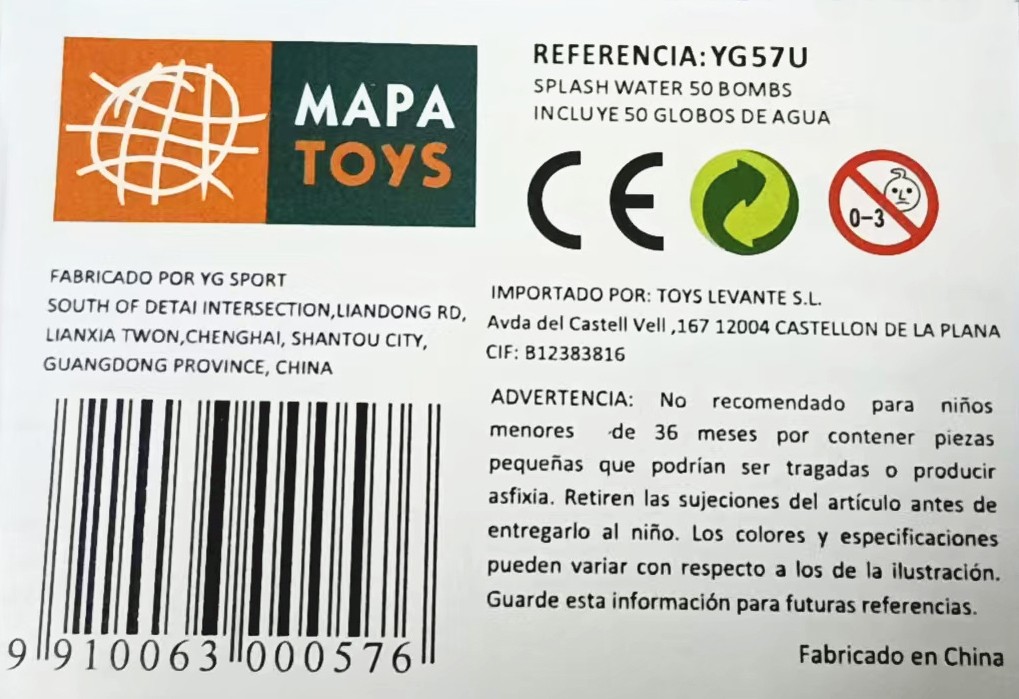 MAPA
TOYS
REFERENCIA: YG57U
SPLASH WATER 50 BOMBS
INCLUYE 50 GLOBOS DE AGUA
CE
0-3
FABRICADO POR YG SPORT
SOUTH OF DETAI INTERSECTION,LIANDONG RD,
LIANXIA TWON,CHENGHAI, SHANTOU CITY,
GUANGDONG PROVINCE, CHINA
9 910063 000576
IMPORTADO POR: TOYS LEVANTE S.L.
Avda del Castell Vell ,167 12004 CASTELLON DE LA PLANA
CIF: B12383816
ADVERTENCIA: No recomendado para niños
menores de 36 meses por contener piezas
pequeñas que podrían ser tragadas o producir
asfixia. Retiren las sujeciones del artículo antes de
entregarlo al niño. Los colores y especificaciones
pueden variar con respecto a los de la ilustración.
Guarde esta información para futuras referencias.
Fabricado en China